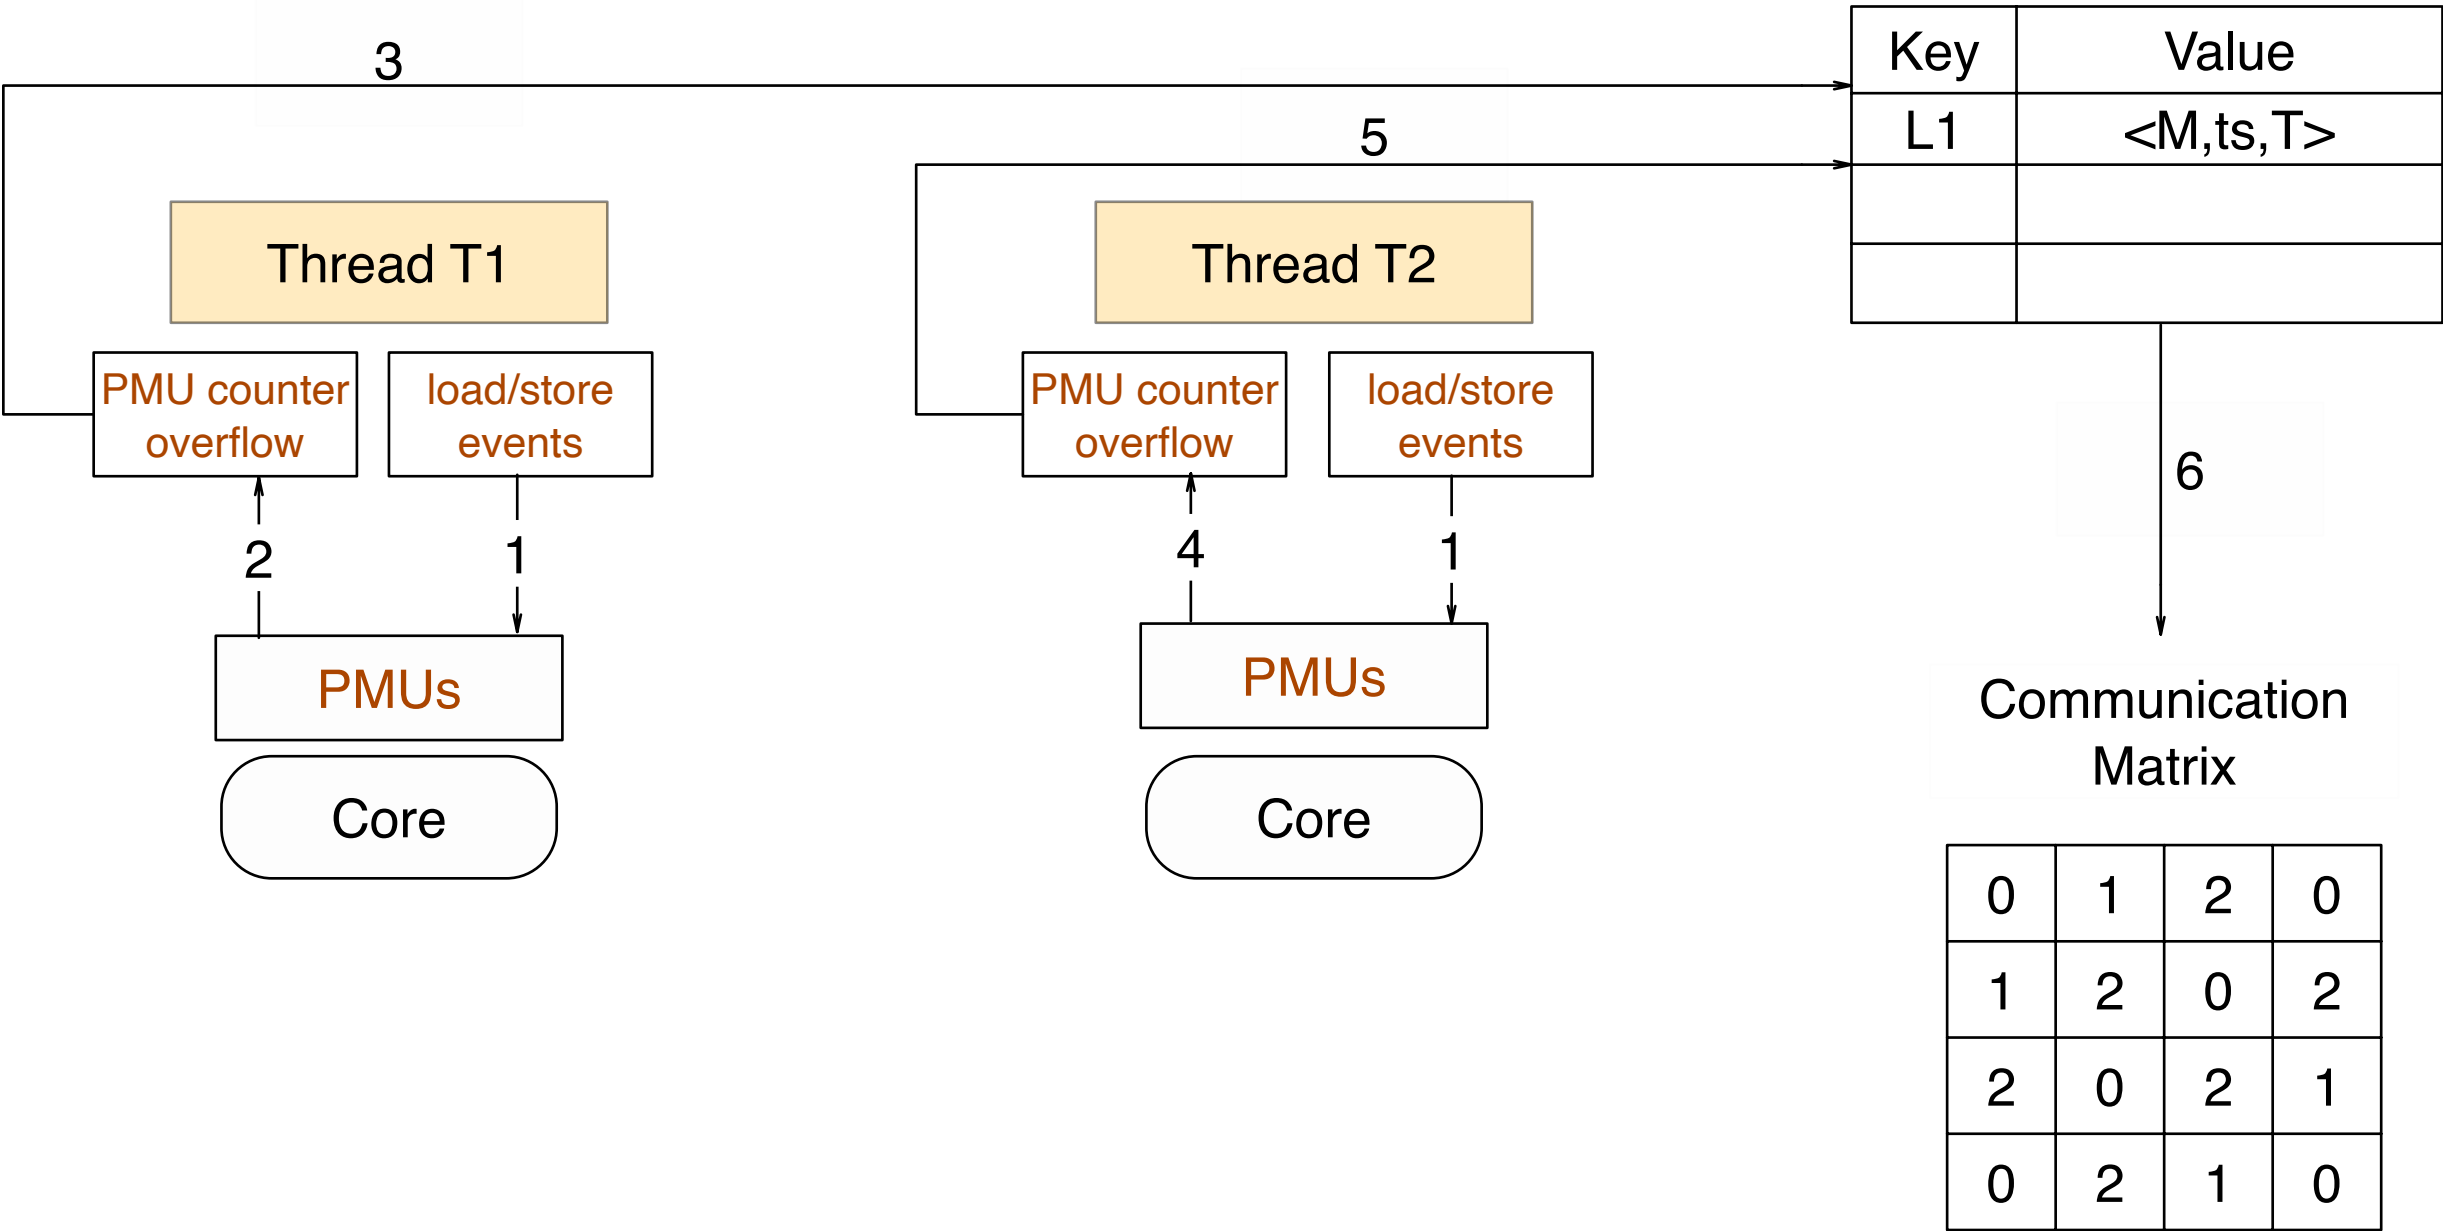 3
Key Value
L1 <M,ts,T>
5
Thread T1
Thread T2
PMU counter
overflow
load/store
events
PMU counter
overflow
load/store
events
2
1
4
1
6
PMUs
PMUs
Core
Core
Communication
Matrix
0 1 2 0
1 2 0 2
2 0 2 1
0 2 1 0